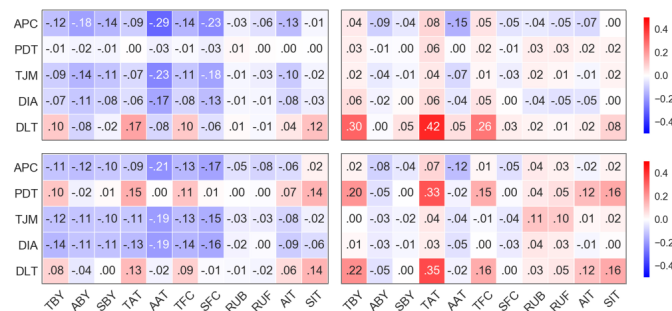 APC -.12 -.18 -.14 -.09 -.29 -.14 -.23 -.03 -.06 -.13 -.01 .04 -.09 -.04 .08 -.15 .05 -.04 -.04 -.05 -.07 .00 0.50
PDT -.01 -.02 -.01 .00 -.03 -.01 -.03 .01 .00 .00 .00 .03 -.01 .00 .06 -.01 .02 -.02 .03 .03 .02 .02 0.25
TJM -.09 -.14 -.11 -.07 -.23 -.11 -.18 -.01 -.03 -.10 -.02 .02 -.04 -.01 .04 -.07 .01 -.03 -.01 .02 .01 -.02 0.00
DIA -.07 -.11 -.08 -.06 -.17 -.08 -.13 -.01 -.01 -.08 -.03 .06 -.02 .00 .06 -.01 .05 .00 -.04 -.05 -.05 .02 -0.25
DLT .10 -.08 -.02 .17 -.08 .10 -.06 .01 -.01 .04 .12 .30 .00 .05 .42 .05 .26 .03 .02 .01 .02 .08 -0.50
APC -.11 -.12 -.10 -.09 -.21 -.13 -.17 -.05 -.08 -.06 .02 .02 -.08 -.04 .07 -.12 .01 -.05 .04 .03 -.02 .04 0.50
PDT .10 -.02 .01 .15 .00 .11 .01 .00 .00 .07 .14 .20 -.05 .00 .33 -.02 .15 .00 .04 .05 .12 .16 0.25
TJM -.12 -.11 -.10 -.11 -.19 -.13 -.15 -.03 -.03 -.08 -.02 .00 -.03 -.02 .04 -.04 -.01 -.04 .11 .10 .01 .02 0.00
DIA -.14 -.11 -.11 -.13 -.19 -.14 -.16 -.02 .00 -.09 -.06 .01 -.03 -.01 .03 -.05 .00 -.03 .04 .03 -.01 .00 -0.25
DLT .08 -.04 .00 .13 -.02 .09 -.01 -.01 -.02 .06 .14 .22 -.05 .00 .35 -.02 .16 .00 .03 .05 .12 .16 -0.50
TBY ABY SBY TAT AAT TFC SFC RUB RUF AIT SIT TBY ABY SBY TAT AAT TFC SFC RUB RUF AIT SIT